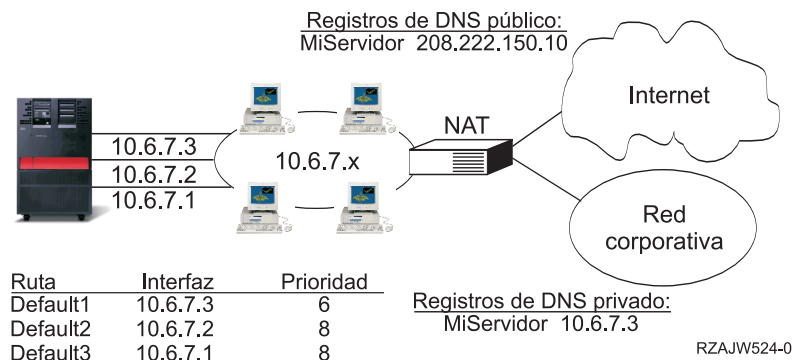 Registros de DNS público:
MiServidor 208.222.150.10
Internet
NAT
10.6.7.3
10.6.7.2
10.6.7.1
10.6.7.x
Red
corporativa
Ruta Interfaz Prioridad
Default1 10.6.7.3 6
Default2 10.6.7.2 8
Default3 10.6.7.1 8
Registros de DNS privado:
MiServidor 10.6.7.3
RZAJW524-0